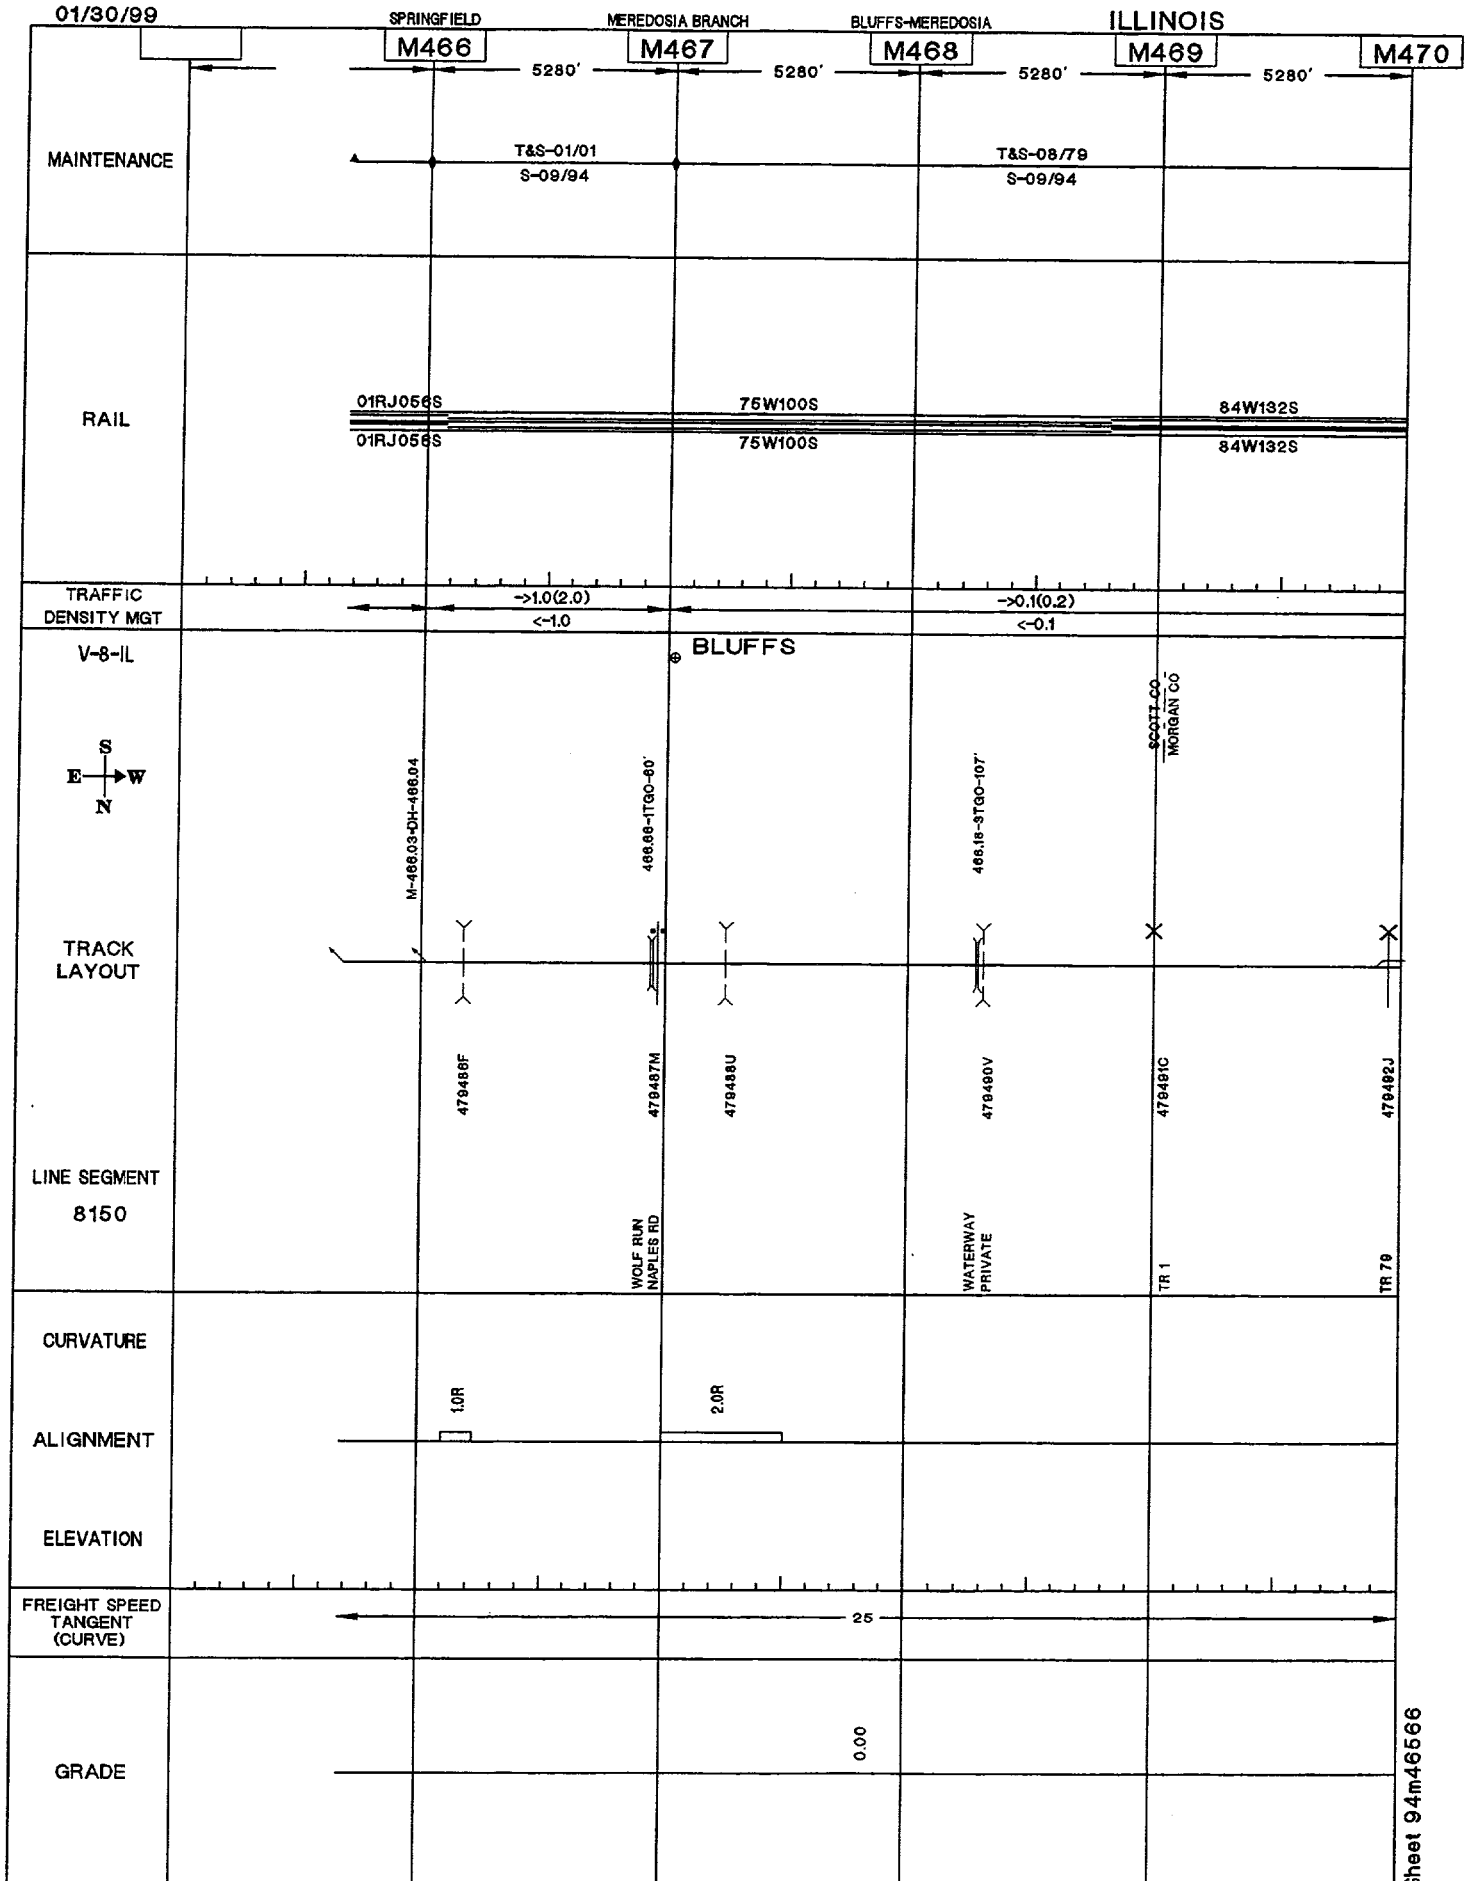 01/30/99
SPRINGFIELD
MEREDOSIA BRANCH
BLUFFS-MEREDOSIA
ILLINOIS
M466
M467
M468
M469
M470
5280'
5280'
5280'
5280'
MAINTENANCE
T&S-01/01
S-09/94
T&S-08/79
S-09/94
RAIL
01RJ056S
75W100S
84W132S
01RJ056S
75W100S
84W132S
TRAFFIC
DENSITY MGT
->1.0(2.0)
<-1.0
->0.1(0.2)
<-0.1
V-8-IL
BLUFFS
SCOTT CO
MORGAN CO
S
E W
N
M-466.03-DH-466.04
466.66-1TGO-60'
468.18-3TGO-107'
TRACK
LAYOUT
479486F
479487M
479488U
479490V
479491C
479492J
LINE SEGMENT
8150
WOLF RUN
NAPLES RD
WATERWAY
PRIVATE
TR 1
TR 79
CURVATURE
1.0R
2.0R
ALIGNMENT
ELEVATION
FREIGHT SPEED
TANGENT
(CURVE)
25
GRADE
0.00
Sheet 94m46566